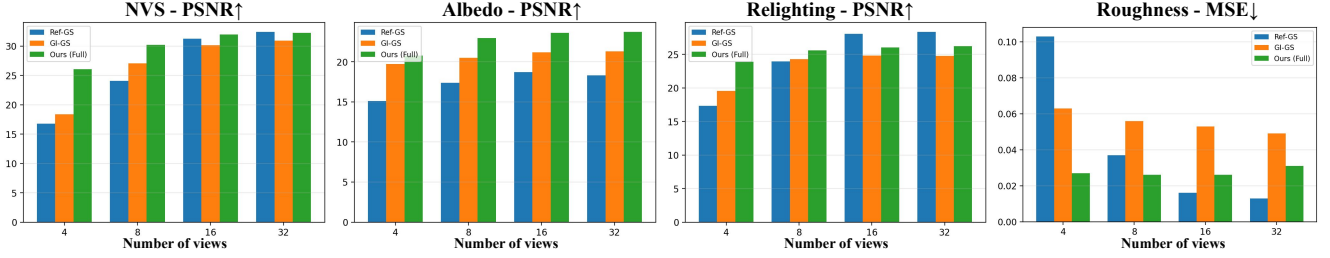 NVS - PSNR↑
Ref-GS
GI-GS
Ours (Full)
30
25
20
15
10
5
0
4
8
16
32
Number of views
Albedo - PSNR↑
Ref-GS
GI-GS
Ours (Full)
20
15
10
5
0
4
8
16
32
Number of views
Relighting - PSNR↑
Ref-GS
GI-GS
Ours (Full)
25
20
15
10
5
0
4
8
16
32
Number of views
Roughness - MSE↓
Ref-GS
GI-GS
Ours (Full)
0.10
0.08
0.06
0.04
0.02
0.00
4
8
16
32
Number of views